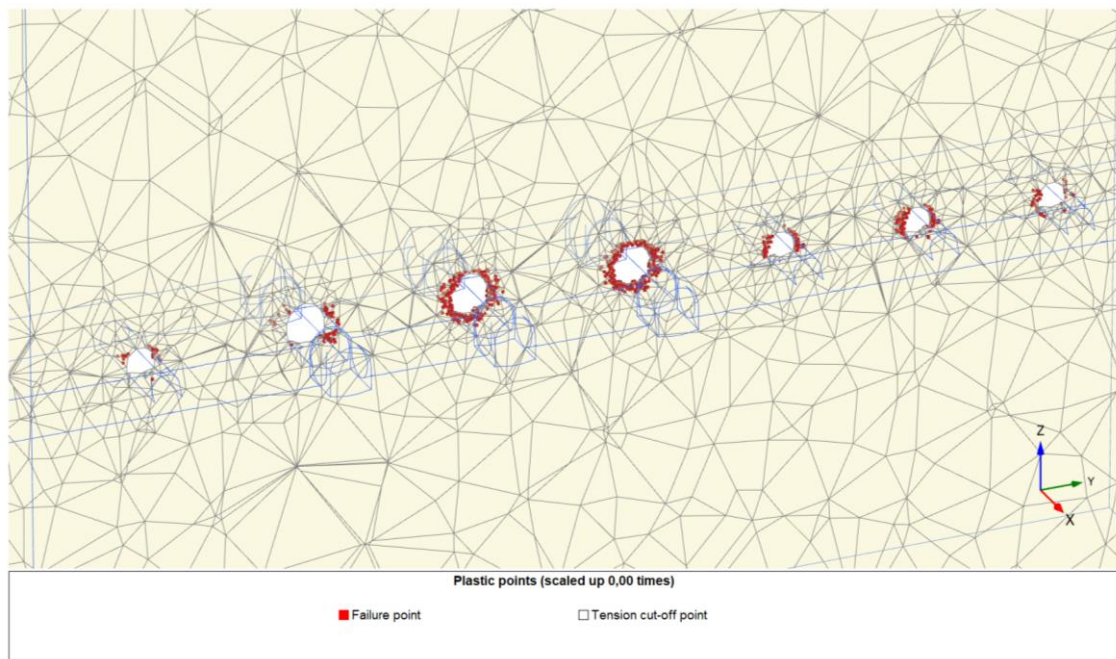 Z
Y
X
Plastic points (scaled up 0,00 times)
Failure point
Tension cut-off point